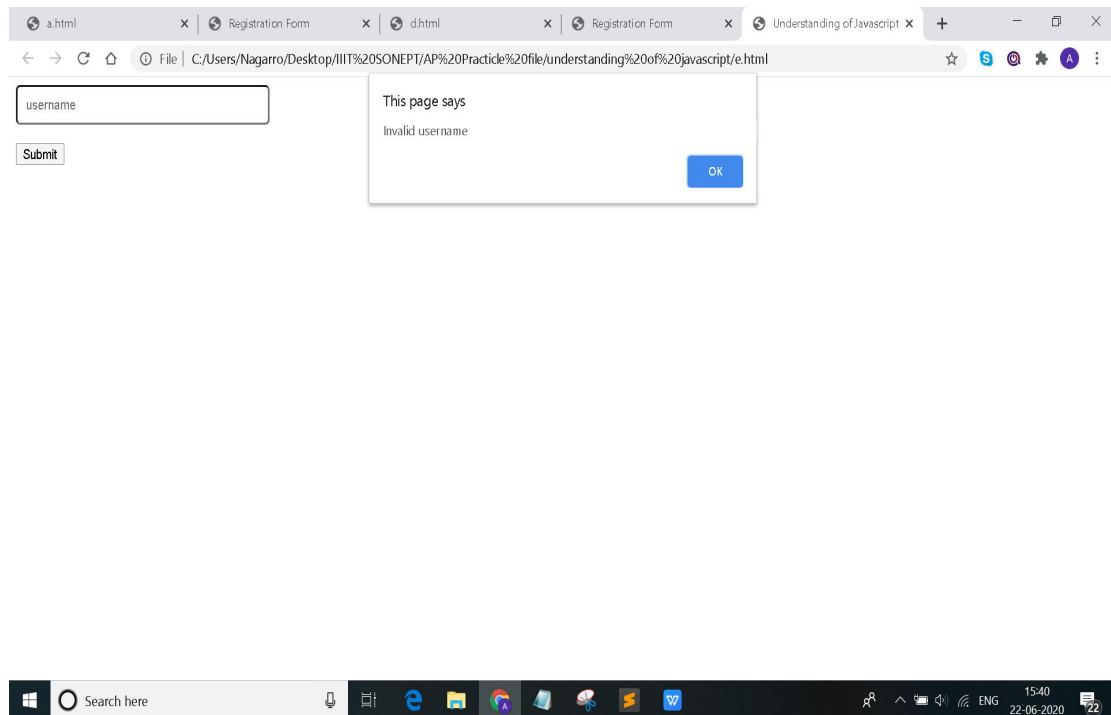 a.html
Registration Form
d.html
Registration Form
Understanding of Javascript
File
C:/Users/Nagarro/Desktop/IIIT%20SONEPT/AP%20Practicle%20file/understanding%20of%20javascript/e.html
S
A
username
Submit
This page says
Invalid username
OK
Search here
W
ENG
15:40
22-06-2020
22